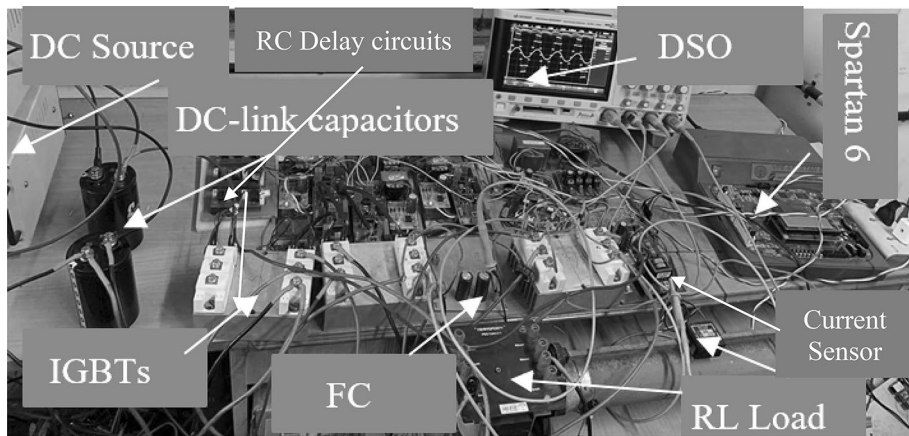 DC Source
RC Delay circuits
DSO
Spartan 6
DC-link capacitors
IGBTs
FC
Current
Sensor
RL Load